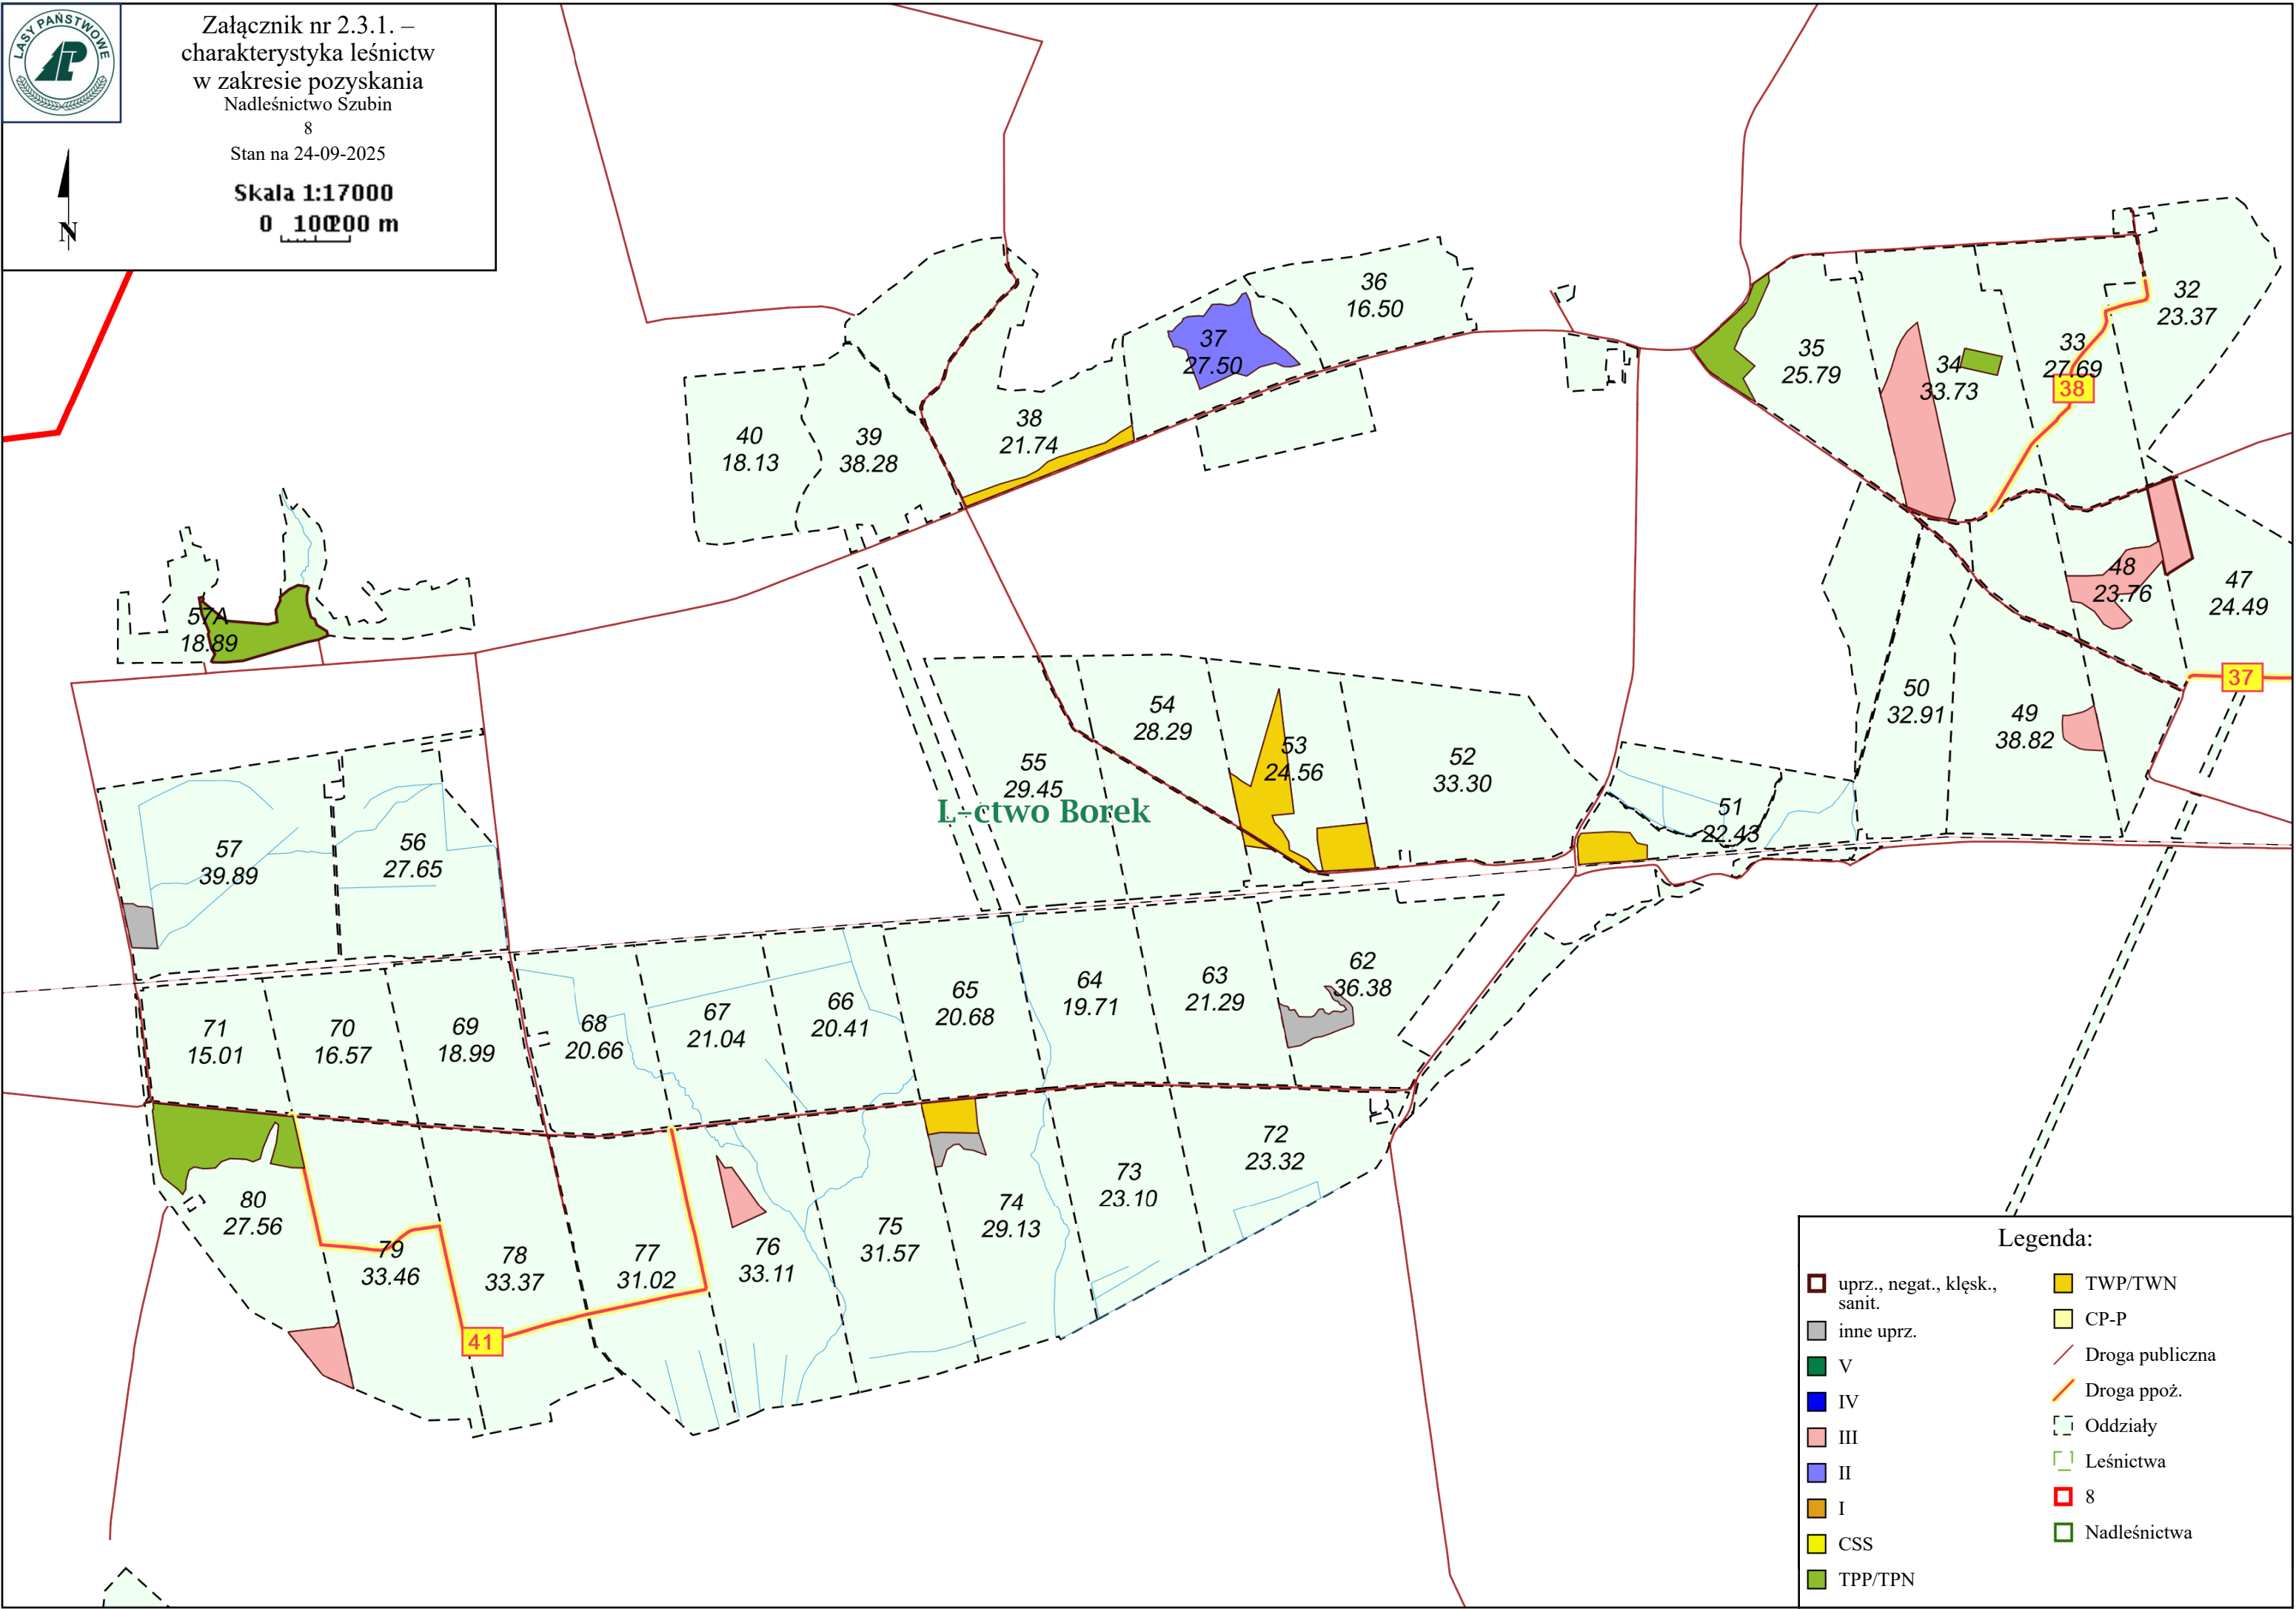 LASY PAŃSTWOWE
Załącznik nr 2.3.1. –
charakterystyka leśnictw
w zakresie pozyskania
Nadleśnictwo Szubin
8
Stan na 24-09-2025
Skala 1:17000
0 100 200 m
N
36
16.50
32
23.37
37
27.50
33
27.69
35
25.79
34
33.73
38
38
21.74
40
18.13
39
38.28
48
23.76
47
24.49
57A
18.89
37
50
32.91
49
38.82
54
28.29
53
24.56
52
33.30
55
29.45
L-ctwo Borek
51
22.43
57
39.89
56
27.65
62
36.38
63
21.29
64
19.71
65
20.68
66
20.41
67
21.04
68
20.66
69
18.99
70
16.57
71
15.01
72
23.32
73
23.10
74
29.13
75
31.57
76
33.11
77
31.02
78
33.37
79
33.46
80
27.56
41
Legenda:
uprz., negat., klęsk.,
sanit.
inne uprz.
V
IV
III
II
I
CSS
TPP/TPN
TWP/TWN
CP-P
Droga publiczna
Droga ppoż.
Oddziały
Leśnictwa
8
Nadleśnictwa